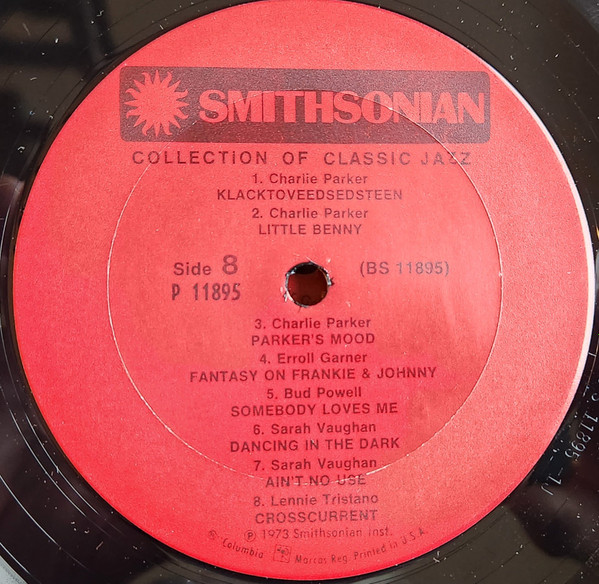 SMITHSONIAN
COLLECTION OF CLASSIC JAZZ
1. Charlie Parker
KLACKTOVEEDSEDSTEEN
2. Charlie Parker
LITTLE BENNY
Side 8
(BS 11895)
P 11895
3. Charlie Parker
PARKER'S MOOD
4. Erroll Garner
FANTASY ON FRANKIE & JOHNNY
5. Bud Powell
SOMEBODY LOVES ME
6. Sarah Vaughan
DANCING IN THE DARK
7. Sarah Vaughan
AIN'T NO USE
8. Lennie Tristano
CROSSCURRENT
℗ 1973 Smithsonian Inst.
Columbia Marcas Reg. Printed in U.S.A.